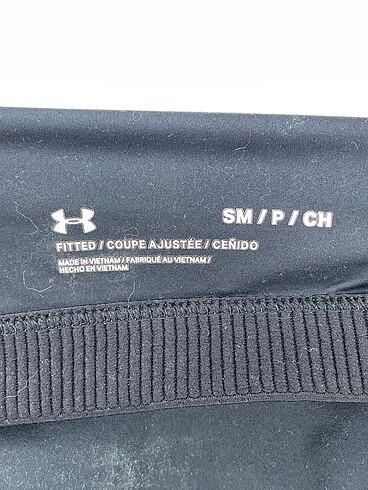 SM / P / CH
FITTED / COUPE AJUSTÉE / CEÑIDO
MADE IN VIETNAM / FABRIQUÉ AU VIETNAM /
HECHO EN VIETNAM